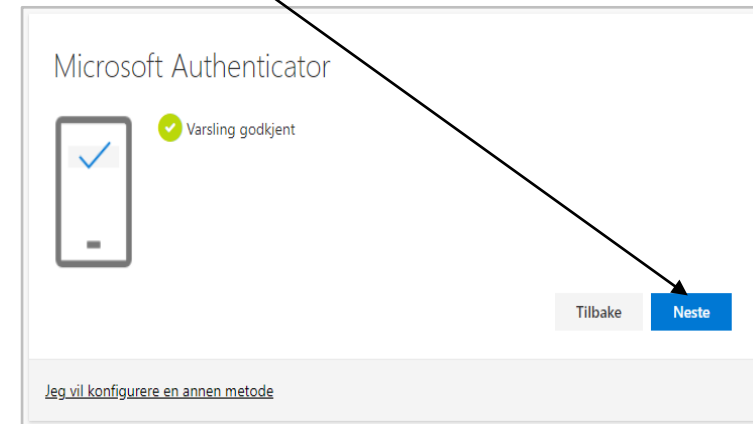 Microsoft Authenticator
Varsling godkjent
Tilbake Neste
Jeg vil konfigurere en annen metode